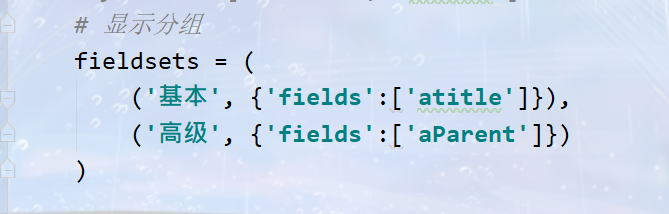 # 显示分组
fieldsets = (
('基本', {'fields':['atitle']}),
('高级', {'fields':['aParent']})
)